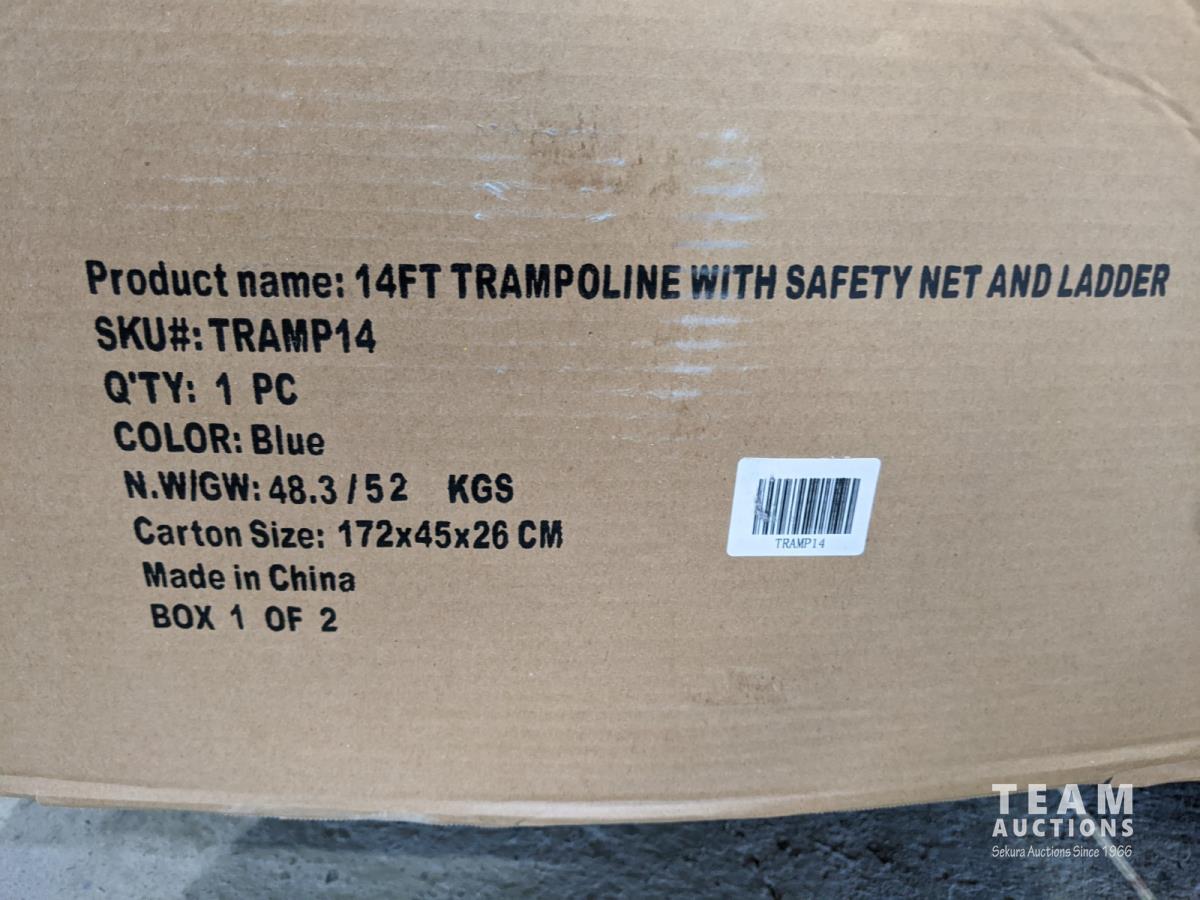 Product name: 14FT TRAMPOLINE WITH SAFETY NET AND LADDER
SKU#: TRAMP14
Q'TY: 1 PC
COLOR: Blue
N.W/GW: 48.3 / 52 KGS
Carton Size: 172x45x26 CM
Made in China
BOX 1 OF 2
TRAMP14
TEAM
AUCTIONS
Sekura Auctions Since 1966